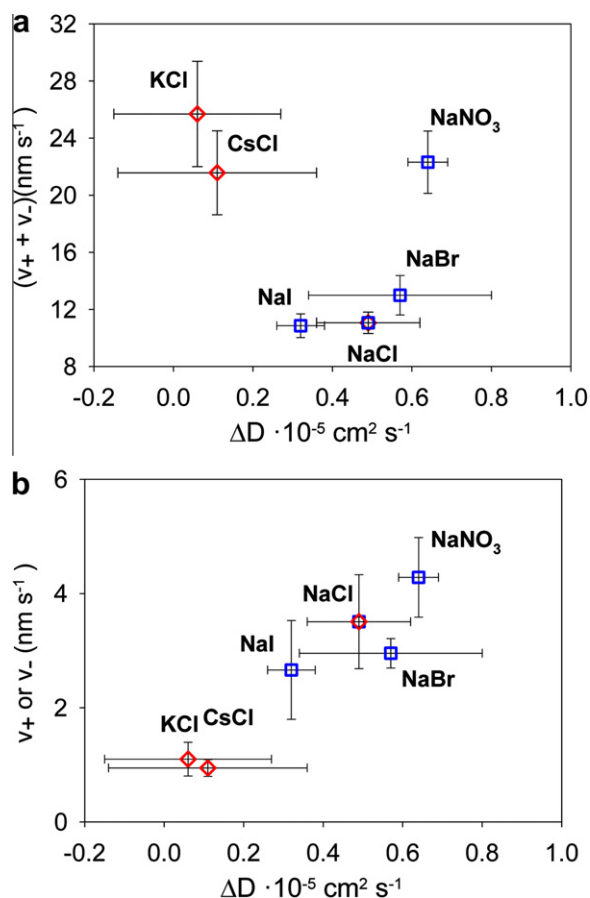 a
32
28
24
20
16
12
8
(v₊ + v₋)(nm s⁻¹)
KCl
CsCl
NaNO₃
NaBr
NaI
NaCl
-0.2 0.0 0.2 0.4 0.6 0.8 1.0
ΔD ·10⁻⁵ cm² s⁻¹
b
6
4
2
0
v₊ or v₋ (nm s⁻¹)
NaNO₃
NaCl
NaI
NaBr
KCl CsCl
-0.2 0.0 0.2 0.4 0.6 0.8 1.0
ΔD ·10⁻⁵ cm² s⁻¹